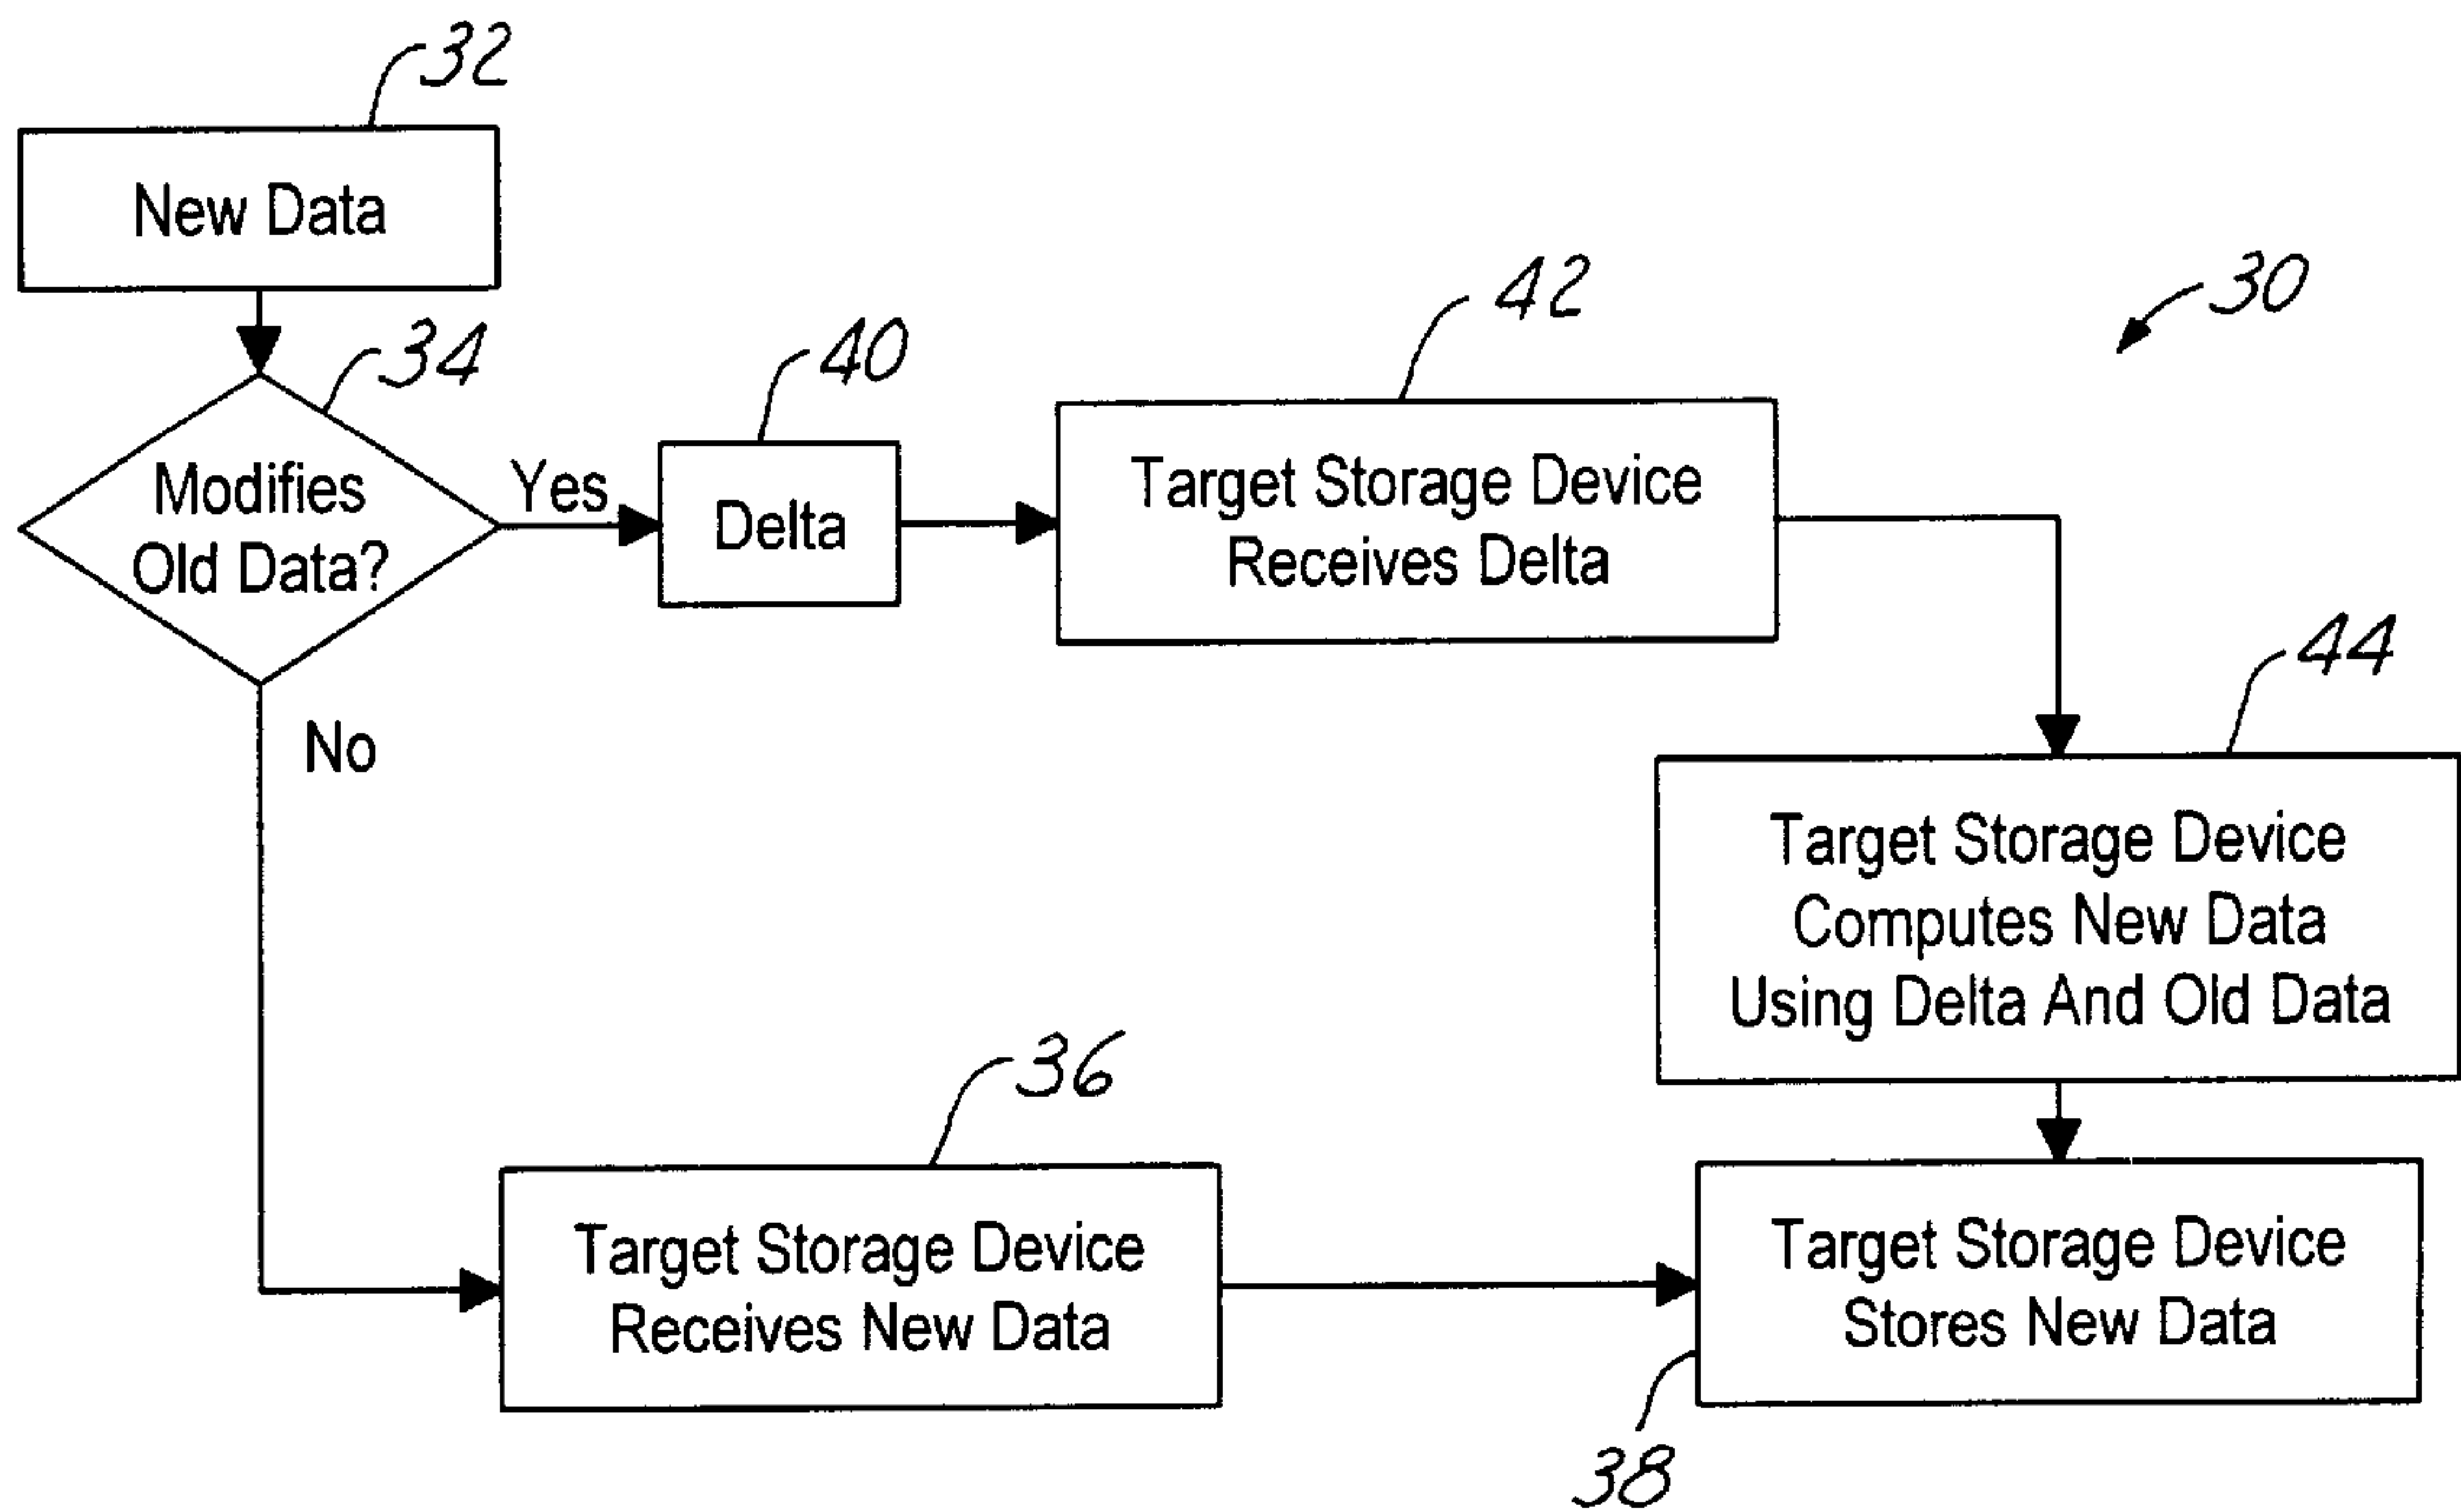 32
New Data
34
Modifies
Old Data?
Yes
No
40
Delta
42
Target Storage Device
Receives Delta
30
44
Target Storage Device
Computes New Data
Using Delta And Old Data
36
Target Storage Device
Receives New Data
Target Storage Device
Stores New Data
38